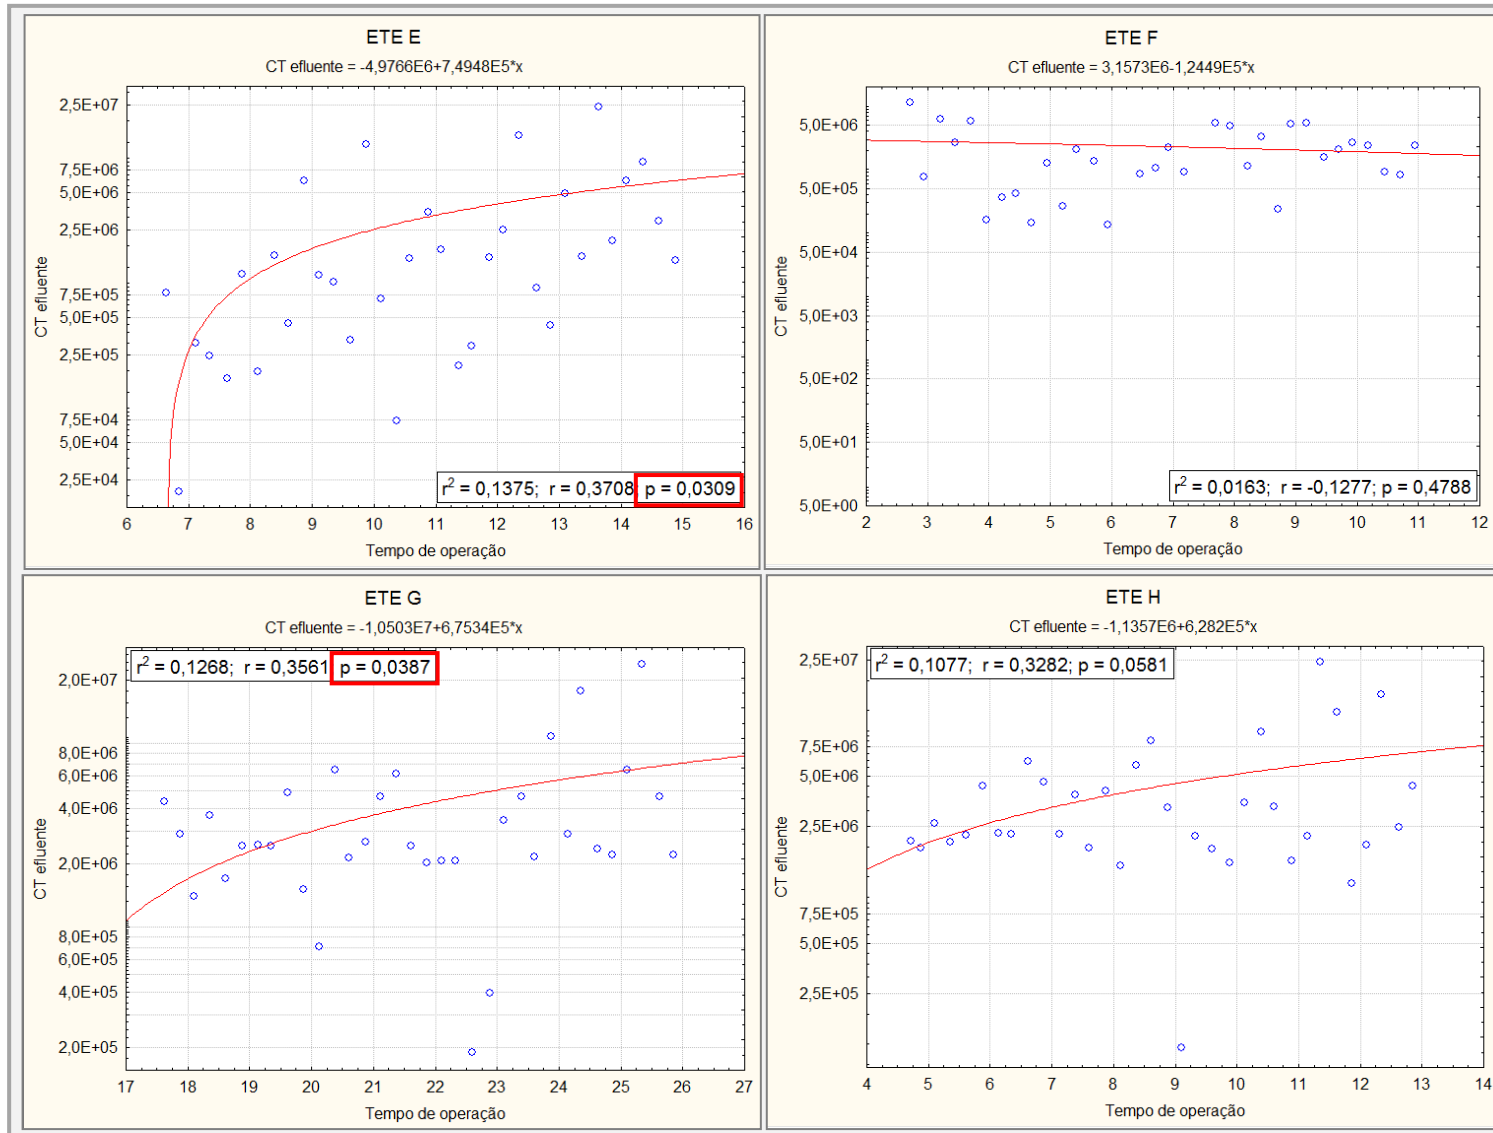 ETE E
CT efluente = -4,9766E6+7,4948E5*x
2,5E+07
7,5E+06
5,0E+06
2,5E+06
7,5E+05
5,0E+05
2,5E+05
7,5E+04
5,0E+04
2,5E+04
CT efluente
r² = 0,1375; r = 0,3708; p = 0,0309
6 7 8 9 10 11 12 13 14 15 16
Tempo de operação
ETE F
CT efluente = 3,1573E6-1,2449E5*x
5,0E+06
5,0E+05
5,0E+04
5,0E+03
5,0E+02
5,0E+01
5,0E+00
CT efluente
r² = 0,0163; r = -0,1277; p = 0,4788
2 3 4 5 6 7 8 9 10 11 12
Tempo de operação
ETE G
CT efluente = -1,0503E7+6,7534E5*x
r² = 0,1268; r = 0,3561 p = 0,0387
2,0E+07
8,0E+06
6,0E+06
4,0E+06
2,0E+06
8,0E+05
6,0E+05
4,0E+05
2,0E+05
CT efluente
17 18 19 20 21 22 23 24 25 26 27
Tempo de operação
ETE H
CT efluente = -1,1357E6+6,282E5*x
r² = 0,1077; r = 0,3282; p = 0,0581
2,5E+07
7,5E+06
5,0E+06
2,5E+06
7,5E+05
5,0E+05
2,5E+05
CT efluente
4 5 6 7 8 9 10 11 12 13 14
Tempo de operação